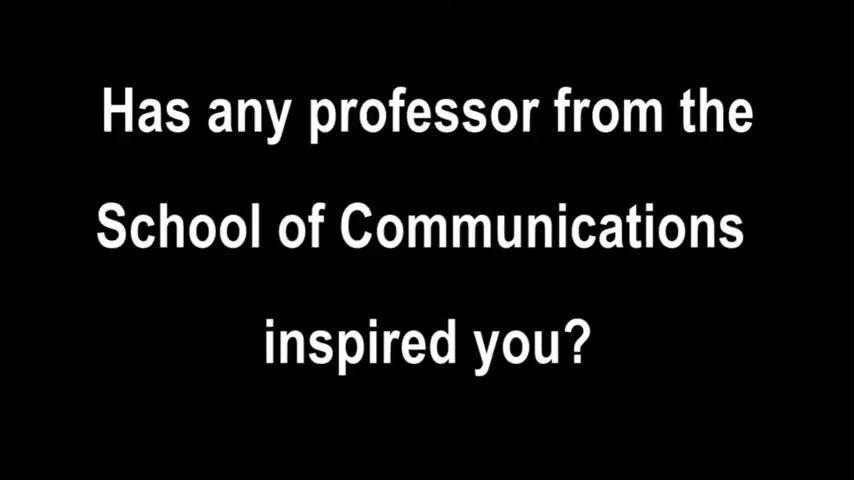 Has any professor from the
School of Communications
inspired you?